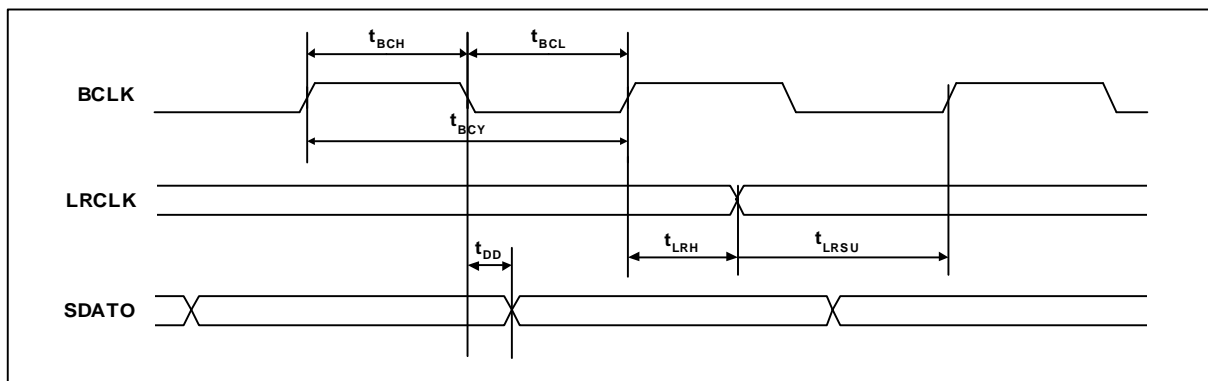 tBCH
tBCL
BCLK
tBCY
LRCLK
tLRH
tLRSU
tDD
SDATO